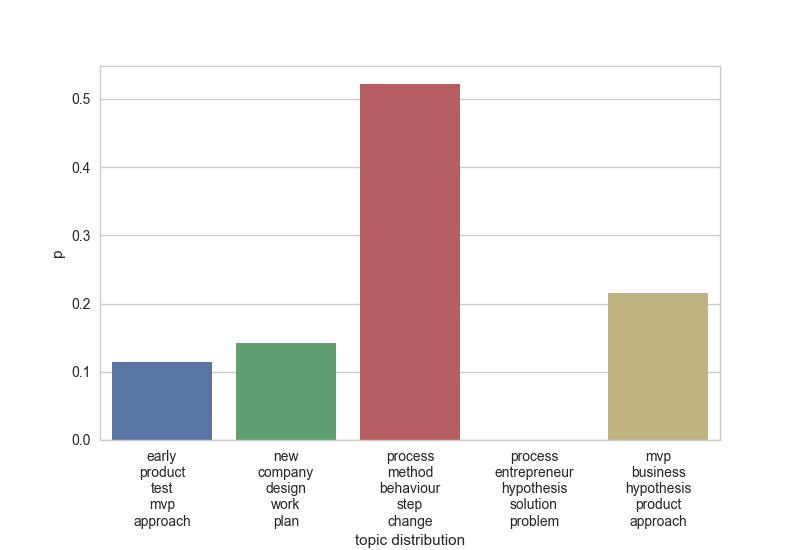 0.5
0.4
0.3
p
0.2
0.1
0.0
early new process process mvp
product company method entrepreneur business
test design behaviour hypothesis hypothesis
mvp work step solution product
approach plan change problem approach
topic distribution